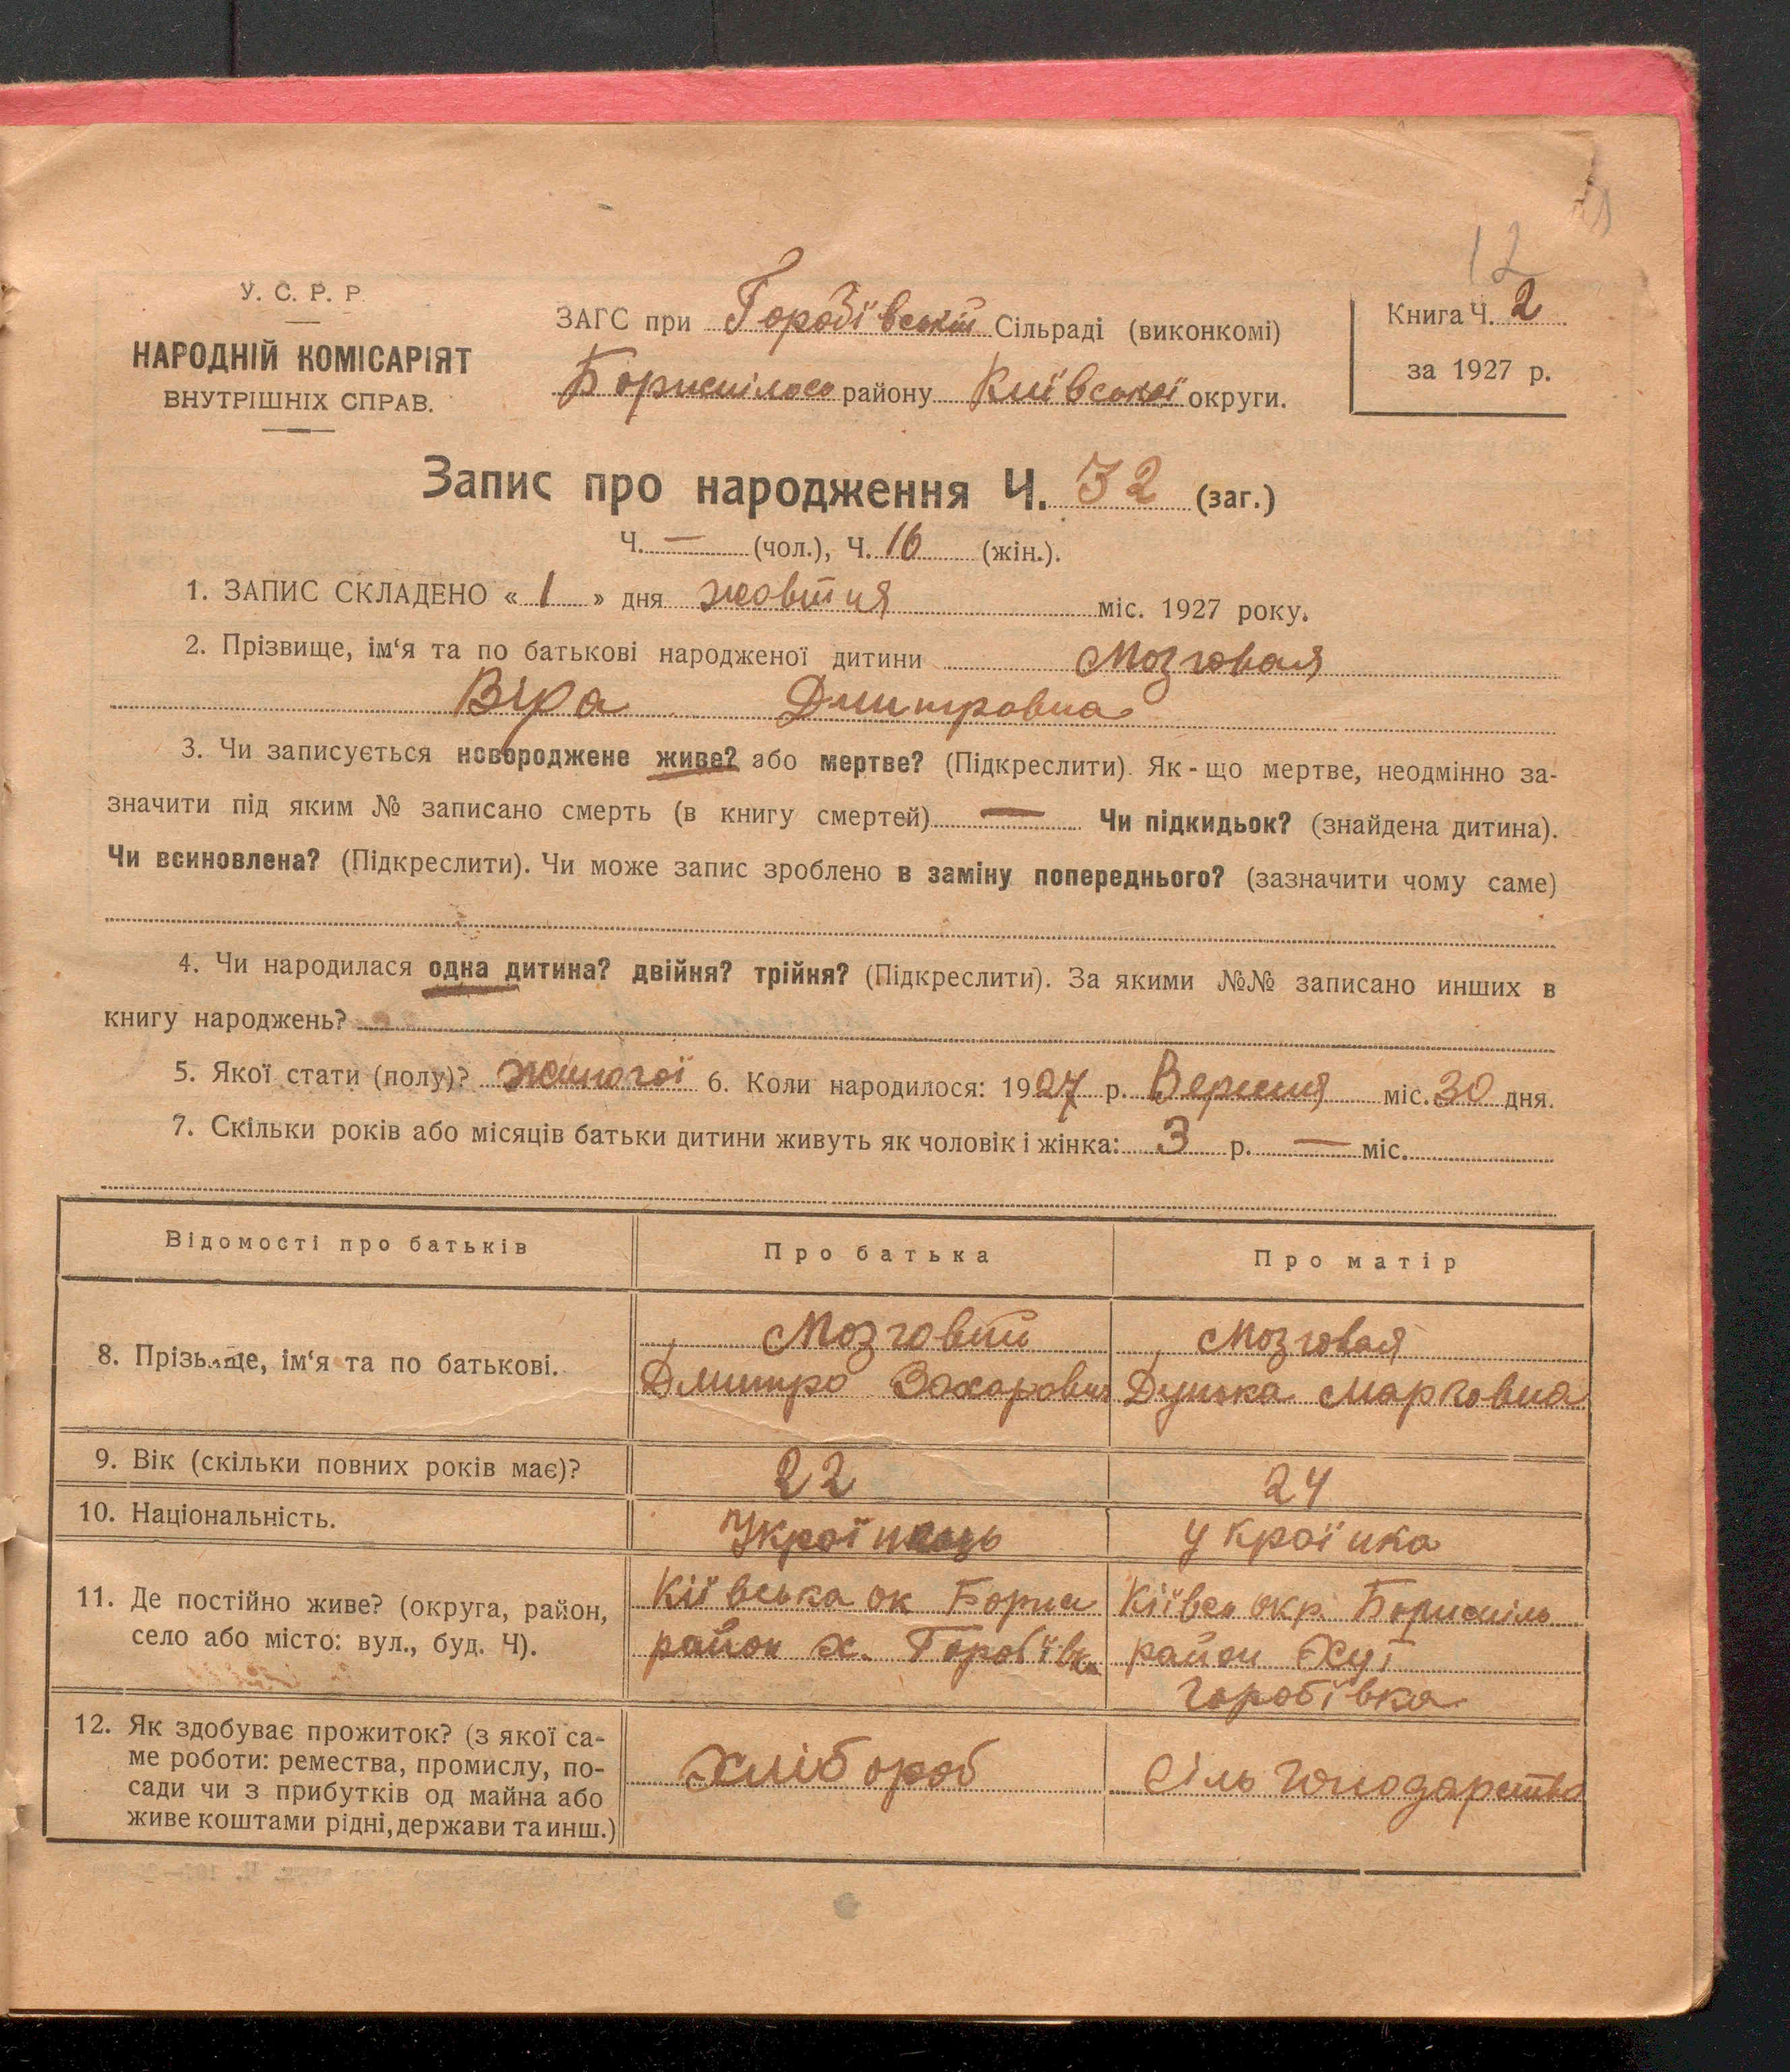 12
У. С. Р. Р.
НАРОДНІЙ КОМІСАРІЯТ
ВНУТРІШНІХ СПРАВ.
ЗАГС при Горобівській Сільраді (виконкомі)
району Київської округи.
Книга Ч. 2
за 1927 р.
Запис про народження Ч. 32 (заг.)
Ч. — (чол.), Ч. 16 (жін.).
1. ЗАПИС СКЛАДЕНО « 1 » дня жовтня міс. 1927 року.
2. Прізвище, ім‘я та по батькові народженої дитини Мозговая
Віра Дмитровна
3. Чи записується новороджене живе? або мертве? (Підкреслити). Як-що мертве, неодмінно за-
значити під яким № записано смерть (в книгу смертей) — Чи підкидьок? (знайдена дитина).
Чи всиновлена? (Підкреслити). Чи може запис зроблено в заміну попереднього? (зазначити чому саме)
4. Чи народилася одна дитина? двійня? трійня? (Підкреслити). За якими №№ записано инших в
книгу народжень?
5. Якої стати (полу)? жиночої 6. Коли народилося: 1927 р. Вересня міс. 30 дня.
7. Скільки років або місяців батьки дитини живуть як чоловік і жінка: 3 р. — міс.
Відомості про батьків Про батька Про матір
8. Прізвище, ім‘я та по батькові.
Мозговий
Дмитро Захарович
Мозговая
Дунька Марковна
9. Вік (скільки повних років має)? 22 24
10. Національність. Українець Українка
11. Де постійно живе? (округа, район,
село або місто: вул., буд. Ч).
Кіївська ок Борис
район х. Горобівка
Кіївсь окр. Бориспіль
район Хут
Горобівка
12. Як здобуває прожиток? (з якої са-
ме роботи: ремества, промислу, по-
сади чи з прибутків од майна або
живе коштами рідні, держави та инш.)
хлібороб
Сіль Господарство